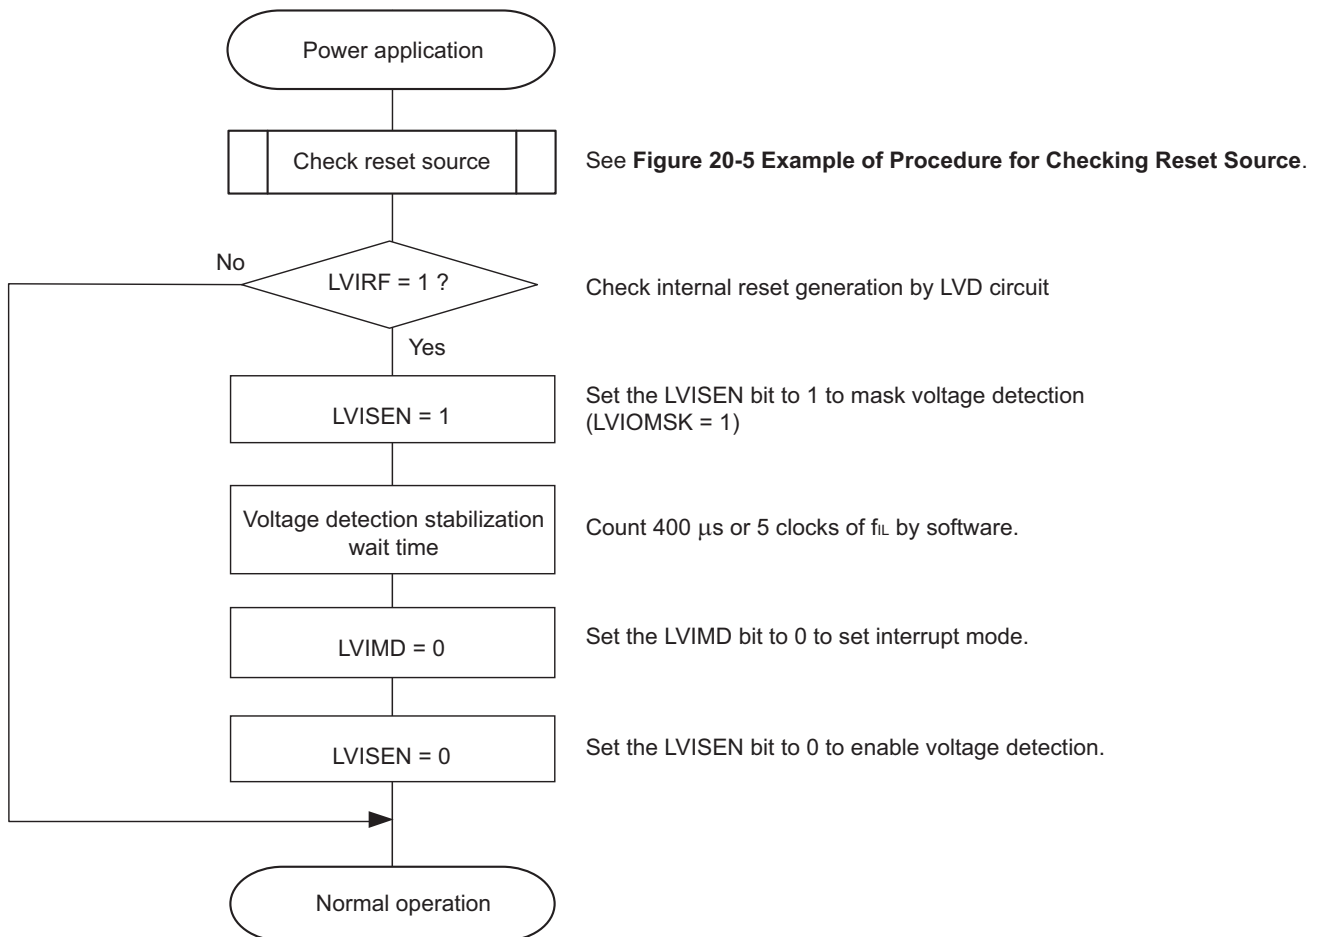 Power application
Check reset source
See Figure 20-5 Example of Procedure for Checking Reset Source.
No
LVIRF = 1 ?
Check internal reset generation by LVD circuit
Yes
LVISEN = 1
Set the LVISEN bit to 1 to mask voltage detection
(LVIOMSK = 1)
Voltage detection stabilization
wait time
Count 400 μs or 5 clocks of fIL by software.
LVIMD = 0
Set the LVIMD bit to 0 to set interrupt mode.
LVISEN = 0
Set the LVISEN bit to 0 to enable voltage detection.
Normal operation